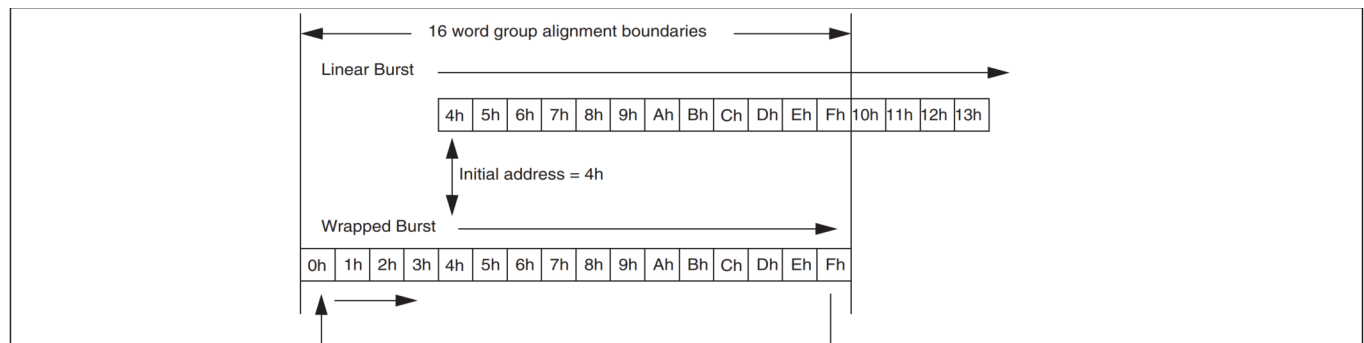 16 word group alignment boundaries
Linear Burst
4h 5h 6h 7h 8h 9h Ah Bh Ch Dh Eh Fh 10h 11h 12h 13h
Initial address = 4h
Wrapped Burst
0h 1h 2h 3h 4h 5h 6h 7h 8h 9h Ah Bh Ch Dh Eh Fh